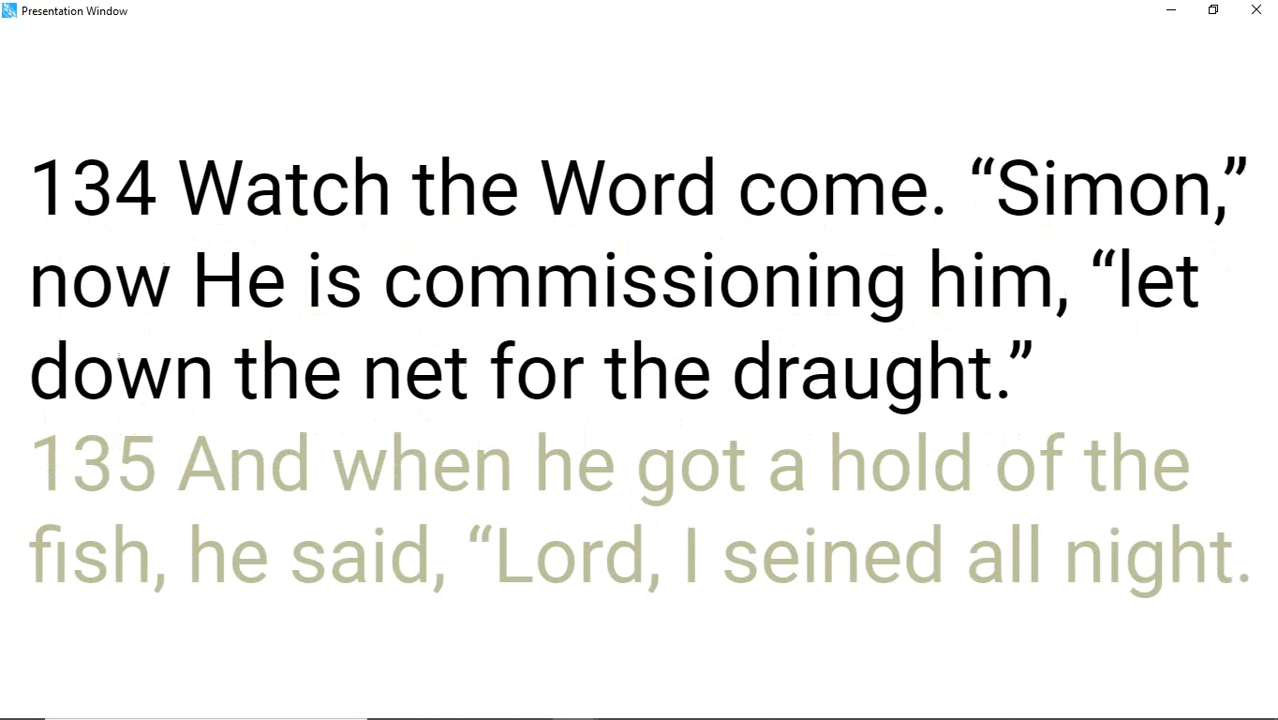 Presentation Window
134 Watch the Word come. “Simon,”
now He is commissioning him, “let
down the net for the draught.”
135 And when he got a hold of the
fish, he said, “Lord, I seined all night.